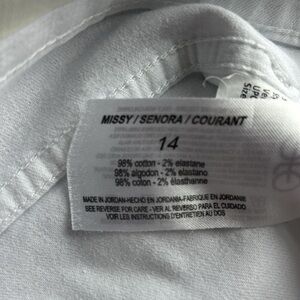 MISSY / SENORA / COURANT
14
98% cotton - 2% elastane
98% algodon - 2% elastano
98% coton - 2% élasthanne
MADE IN JORDAN-HECHO EN JORDANIA-FABRIQUE EN JORDANIE
SEE REVERSE FOR CARE - VER AL REVERSO PARA EL CUIDADO
VOIR LES INSTRUCTIONS D'ENTRETIEN AU DOS